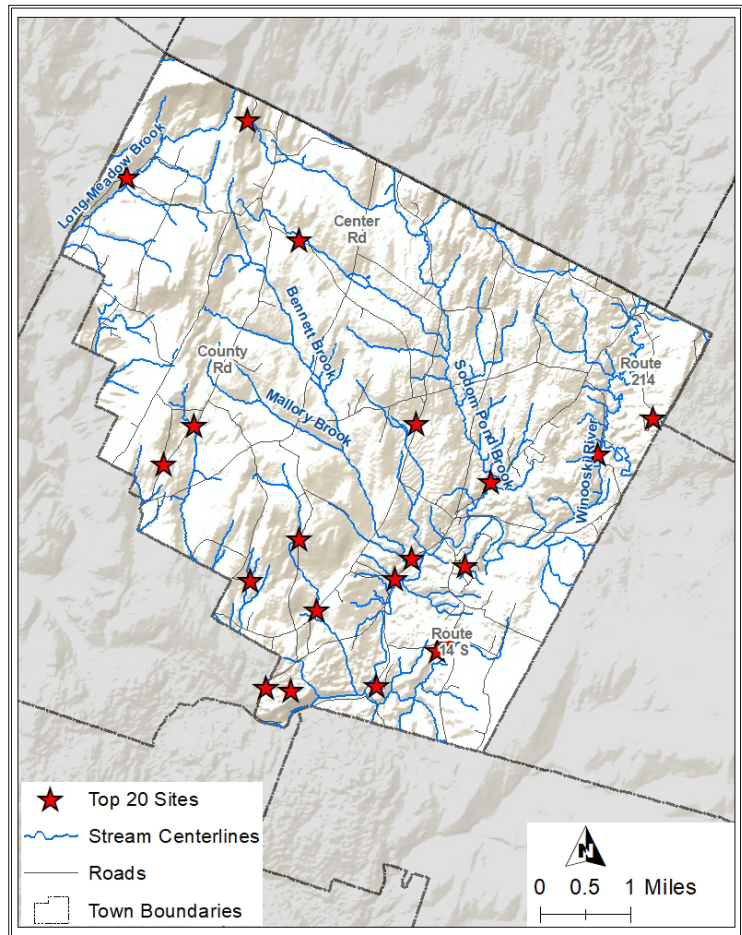 Long Meadow Brook
Center
Rd
Bennett Brook
County
Rd
Mallory Brook
Sodom Pond Brook
Route
214
Winooski River
Route
14 S
Top 20 Sites
Stream Centerlines
Roads
Town Boundaries
N
0 0.5 1 Miles